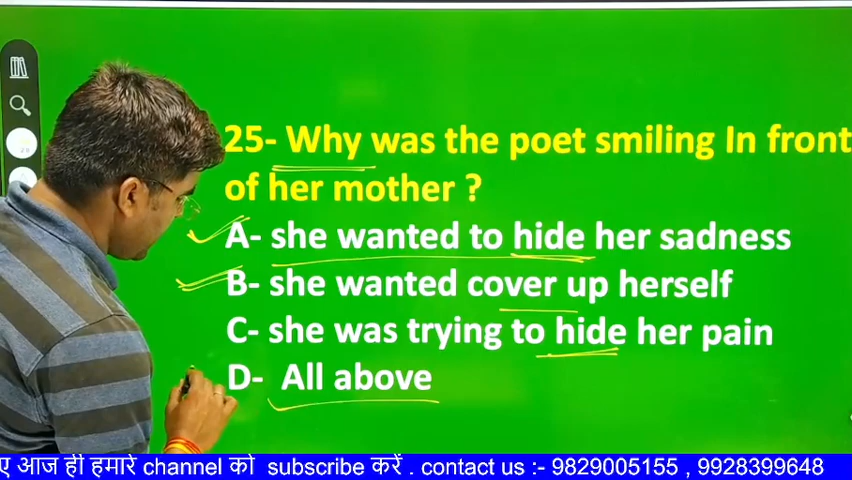 25- Why was the poet smiling In front
of her mother ?
A- she wanted to hide her sadness
B- she wanted cover up herself
C- she was trying to hide her pain
D- All above
ए आज ही हमारे channel को subscribe करें . contact us :- 9829005155 , 9928399648